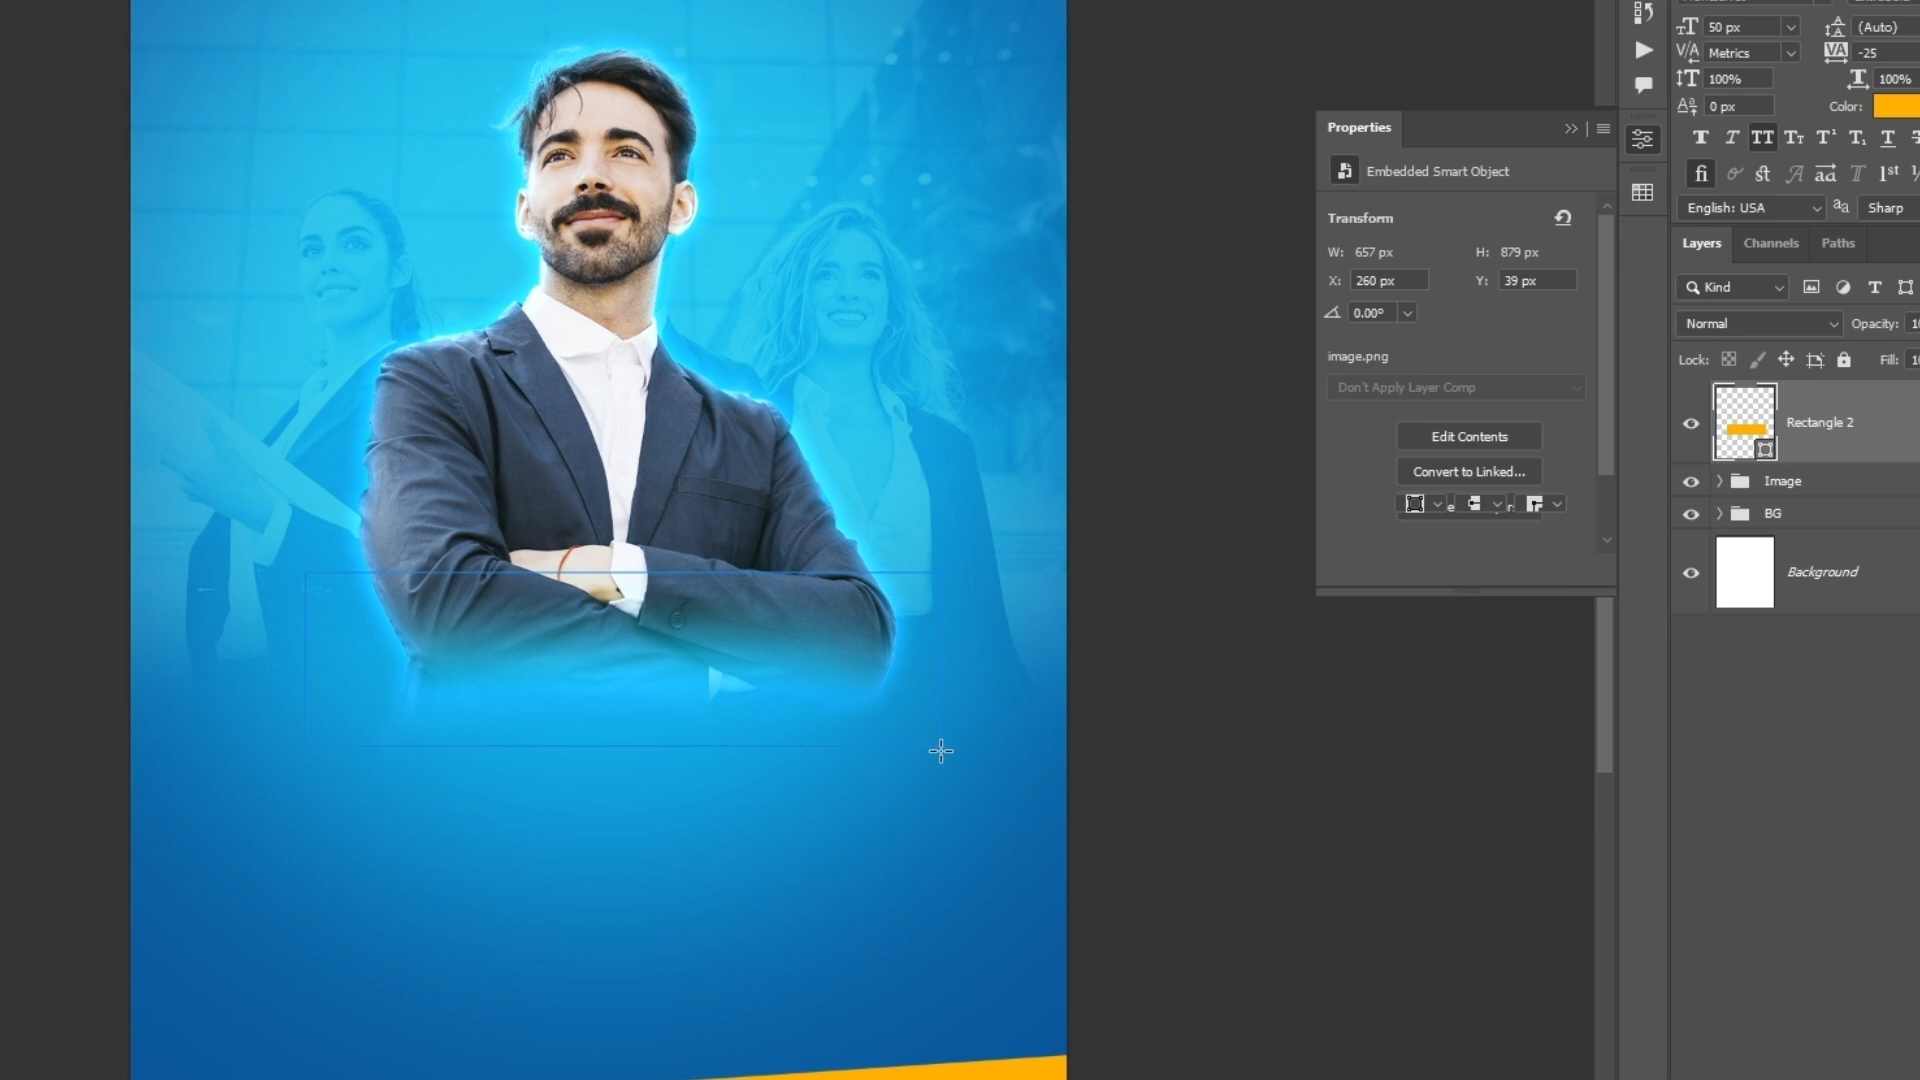 50 px
(Auto)
Metrics
-25
100%
100%
0 px
Color:
English: USA
Sharp
Properties
Embedded Smart Object
Transform
W: 657 px
H: 879 px
X: 260 px
Y: 39 px
0.00°
image.png
Don't Apply Layer Comp
Edit Contents
Convert to Linked...
Layers
Channels
Paths
Kind
Normal
Opacity:
Lock:
Fill:
Rectangle 2
Image
BG
Background